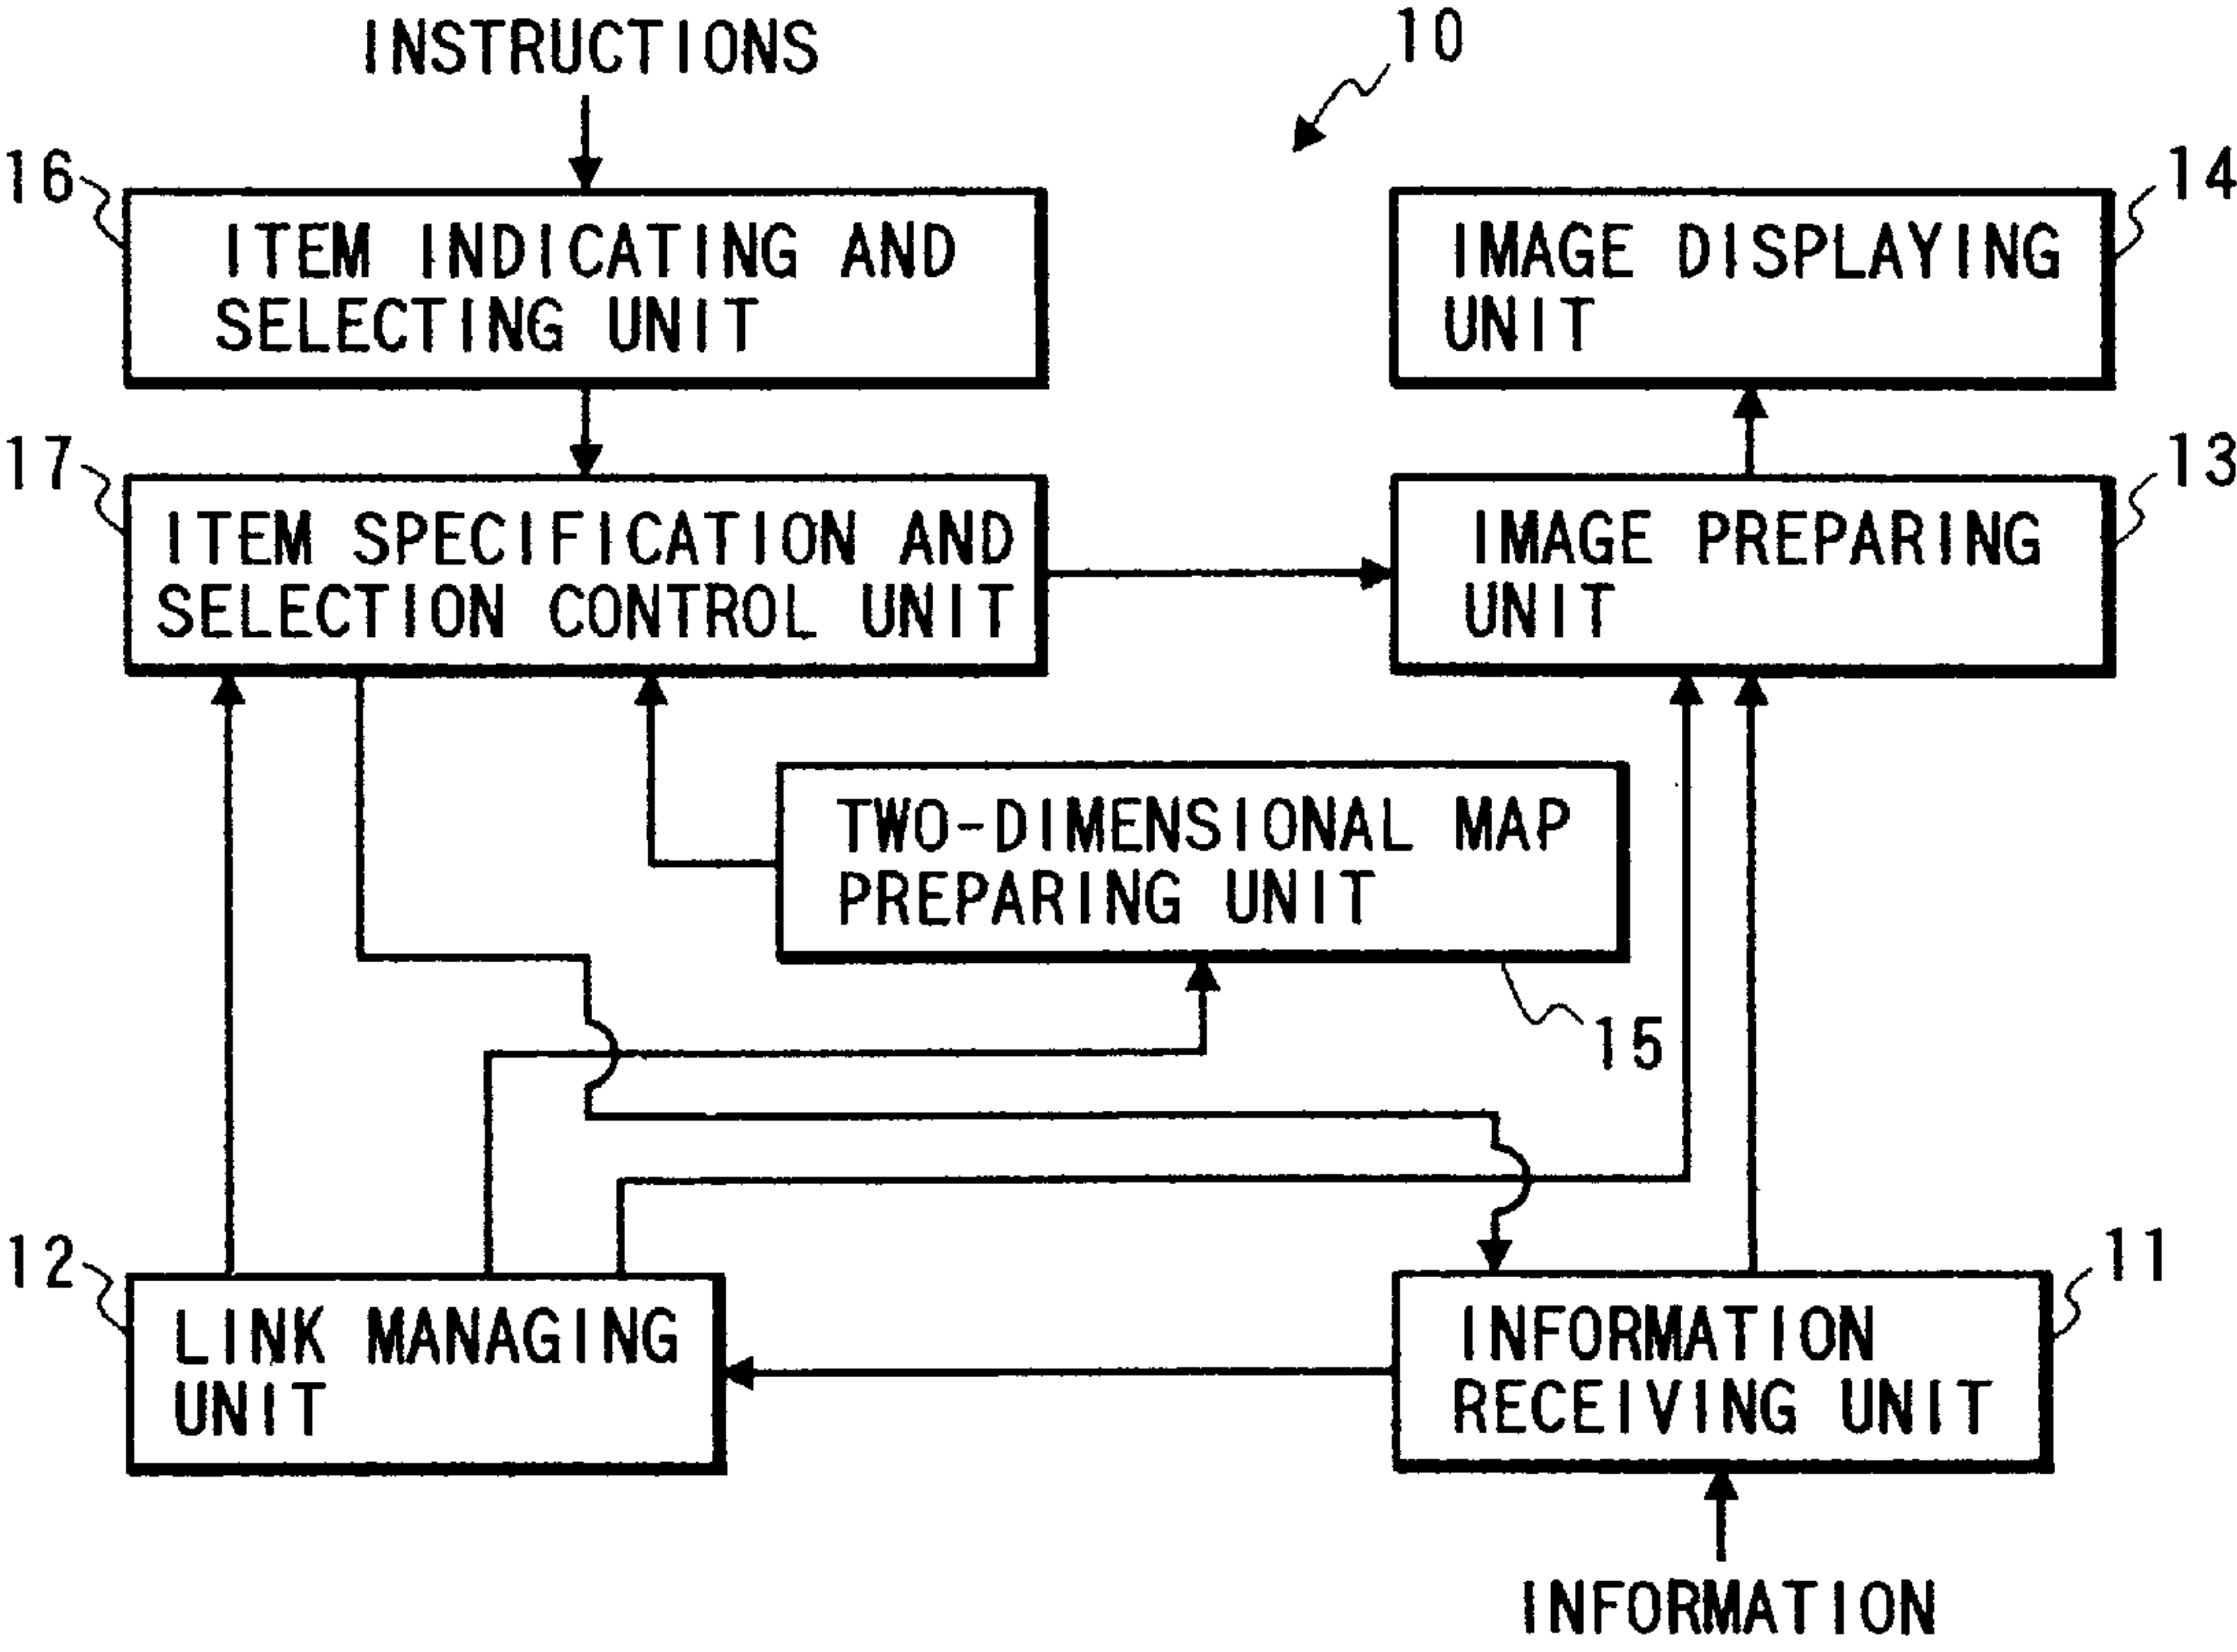 INSTRUCTIONS
10
16
ITEM INDICATING AND
SELECTING UNIT
14
IMAGE DISPLAYING
UNIT
17
ITEM SPECIFICATION AND
SELECTION CONTROL UNIT
13
IMAGE PREPARING
UNIT
TWO-DIMENSIONAL MAP
PREPARING UNIT
15
12
LINK MANAGING
UNIT
11
INFORMATION
RECEIVING UNIT
INFORMATION